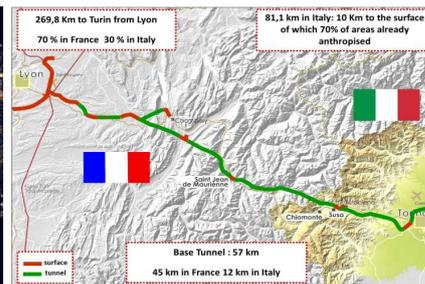 269,8 Km to Turin from Lyon
70 % in France 30 % in Italy
81,1 km in Italy: 10 Km to the surface
of which 70% of areas already
anthropised
Lyon
Saint Jean
de Maurienne
Chiomonte
Susa
Base Tunnel : 57 km
45 km in France 12 km in Italy
surface
tunnel